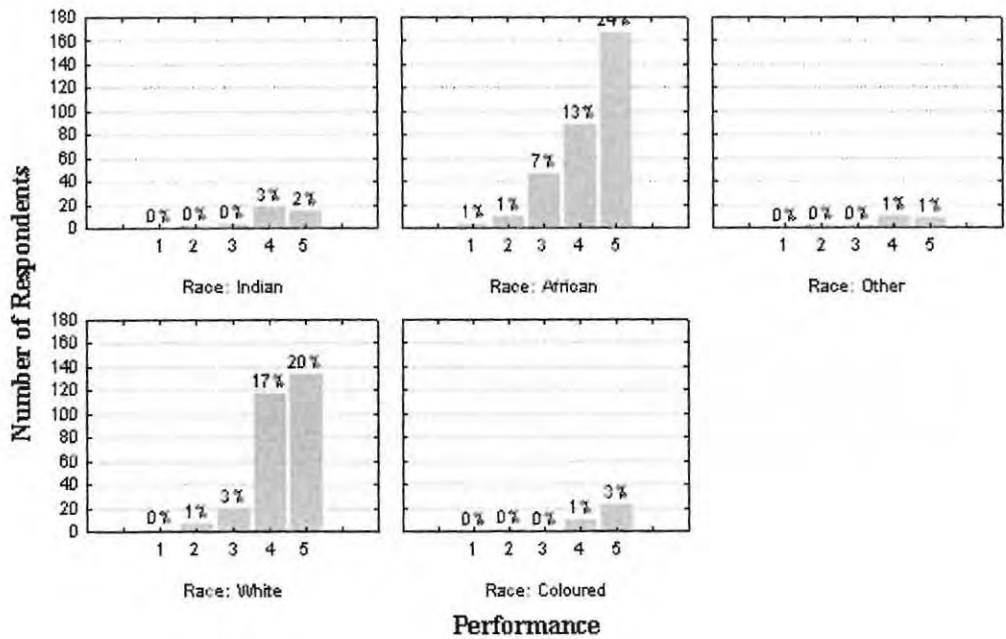 Number of Respondents
180
160
140
120
100
80
60
40
20
0
0% 0% 0% 3% 2%
1 2 3 4 5
Race: Indian
24%
13%
7%
1% 1%
1 2 3 4 5
Race: African
0% 0% 0% 1% 1%
1 2 3 4 5
Race: Other
180
160
140
120
100
80
60
40
20
0
0% 1% 3% 17% 20%
1 2 3 4 5
Race: White
0% 0% 0% 1% 3%
1 2 3 4 5
Race: Coloured
Performance